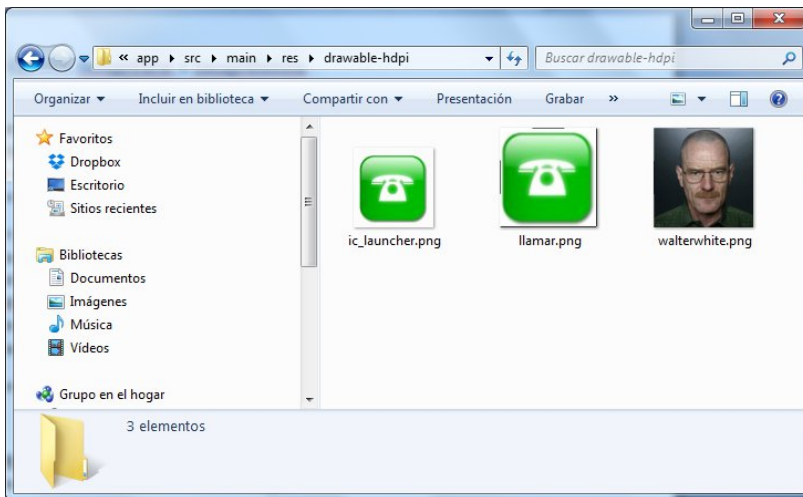 « app ▸ src ▸ main ▸ res ▸ drawable-hdpi
Buscar drawable-hdpi
Organizar Incluir en biblioteca Compartir con Presentación Grabar »
Favoritos
Dropbox
Escritorio
Sitios recientes
Bibliotecas
Documentos
Imágenes
Música
Vídeos
Grupo en el hogar
ic_launcher.png
llamar.png
walterwhite.png
3 elementos